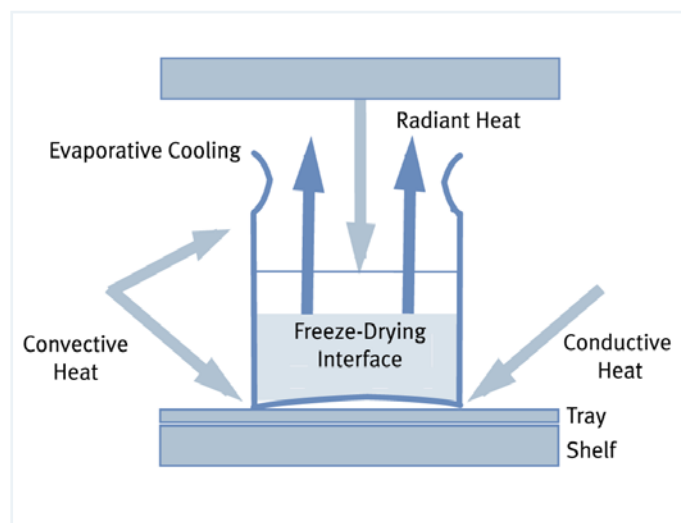 Radiant Heat
Evaporative Cooling
Freeze-Drying
Interface
Convective
Heat
Conductive
Heat
Tray
Shelf